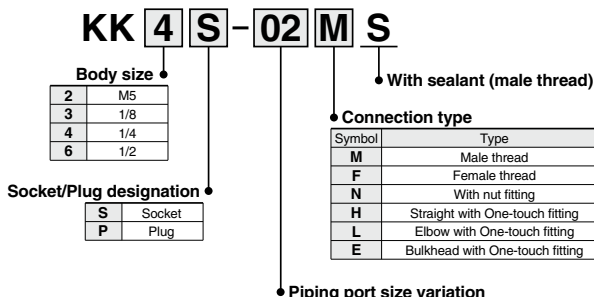 KK 4 S - 02 M S
Body size
2 M5
3 1/8
4 1/4
6 1/2
Socket/Plug designation
S Socket
P Plug
With sealant (male thread)
Connection type
Symbol Type
M Male thread
F Female thread
N With nut fitting
H Straight with One-touch fitting
L Elbow with One-touch fitting
E Bulkhead with One-touch fitting
Piping port size variation